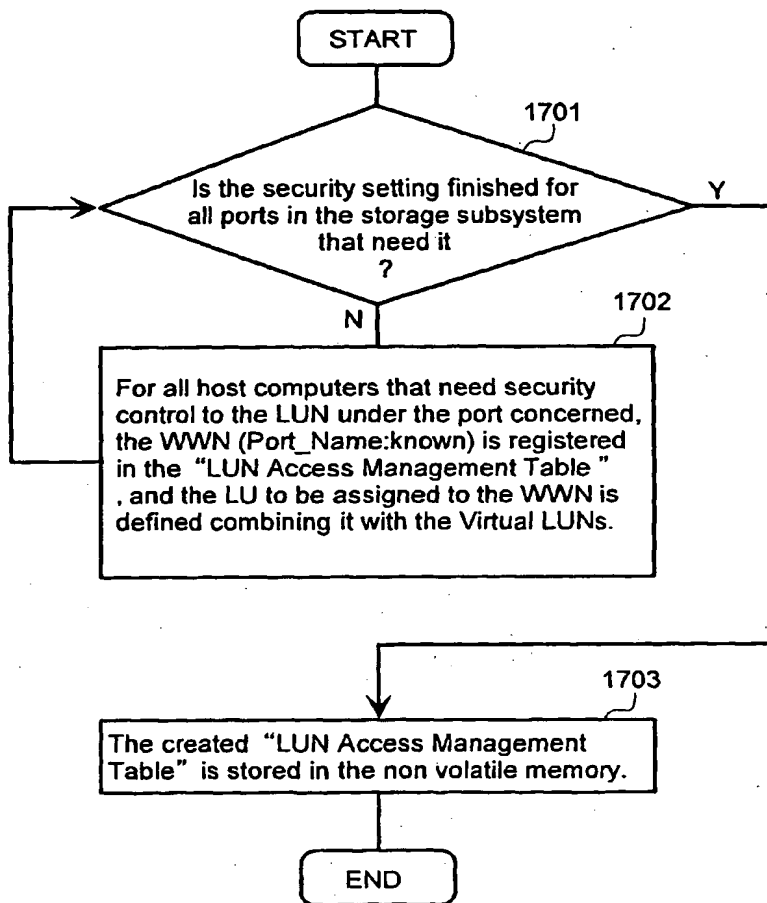 START
1701
Is the security setting finished for
all ports in the storage subsystem
that need it
?
Y
N
1702
For all host computers that need security
control to the LUN under the port concerned,
the WWN (Port_Name:known) is registered
in the “LUN Access Management Table ”
, and the LU to be assigned to the WWN is
defined combining it with the Virtual LUNs.
1703
The created “LUN Access Management
Table” is stored in the non volatile memory.
END